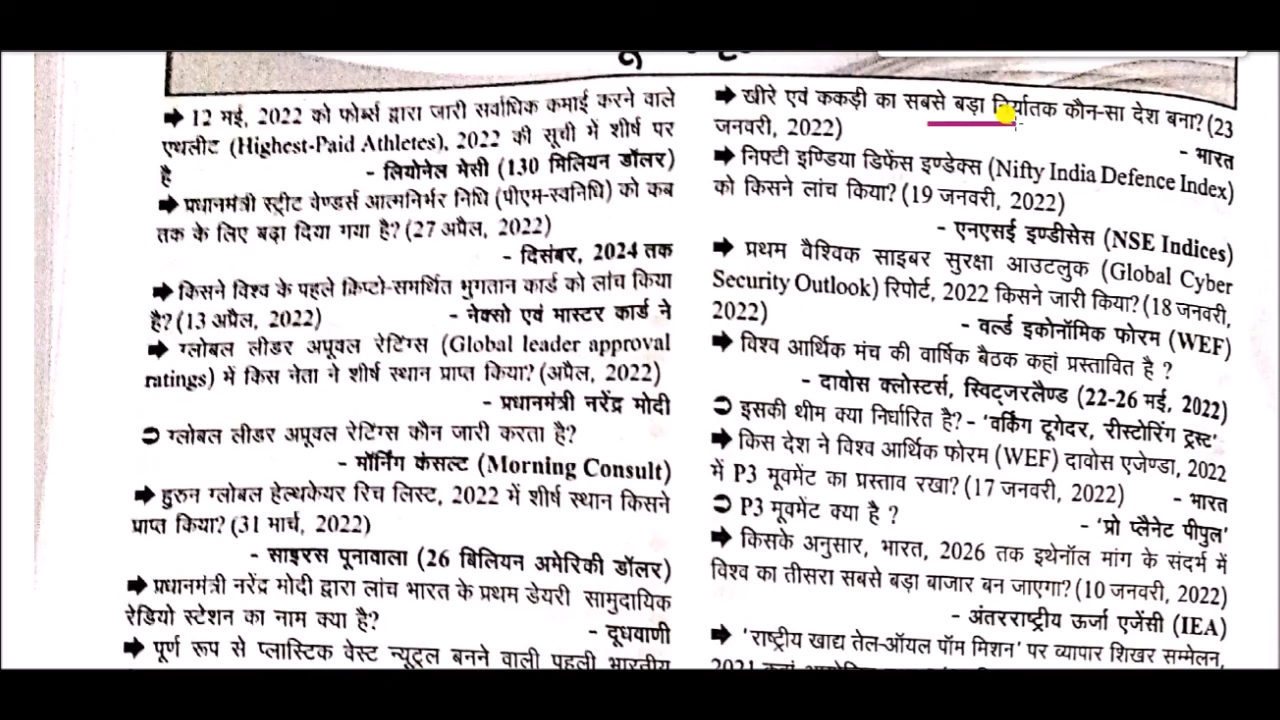 ➡ 12 मई, 2022 को फोर्ब्स द्वारा जारी सर्वाधिक कमाई करने वाले
एथलीट (Highest-Paid Athletes), 2022 की सूची में शीर्ष पर
है - लियोनेल मेसी (130 मिलियन डॉलर)
➡ प्रधानमंत्री स्ट्रीट वेण्डर्स आत्मनिर्भर निधि (पीएम-स्वनिधि) को कब
तक के लिए बढ़ा दिया गया है? (27 अप्रैल, 2022)
- दिसंबर, 2024 तक
➡ किसने विश्व के पहले क्रिप्टो-समर्थित भुगतान कार्ड को लांच किया
है? (13 अप्रैल, 2022) - नेक्सो एवं मास्टर कार्ड ने
➡ ग्लोबल लीडर अप्रूवल रेटिंग्स (Global leader approval
ratings) में किस नेता ने शीर्ष स्थान प्राप्त किया? (अप्रैल, 2022)
- प्रधानमंत्री नरेंद्र मोदी
⊃ ग्लोबल लीडर अप्रूवल रेटिंग्स कौन जारी करता है?
- मॉर्निंग कंसल्ट (Morning Consult)
➡ हुरुन ग्लोबल हेल्थकेयर रिच लिस्ट, 2022 में शीर्ष स्थान किसने
प्राप्त किया? (31 मार्च, 2022)
- साइरस पूनावाला (26 बिलियन अमेरिकी डॉलर)
➡ प्रधानमंत्री नरेंद्र मोदी द्वारा लांच भारत के प्रथम डेयरी सामुदायिक
रेडियो स्टेशन का नाम क्या है?
- दूधवाणी
➡ पूर्ण रूप से प्लास्टिक वेस्ट न्यूट्रल बनने वाली पहली भारतीय
➡ खीरे एवं ककड़ी का सबसे बड़ा निर्यातक कौन-सा देश बना? (23
जनवरी, 2022) - भारत
➡ निफ्टी इण्डिया डिफेंस इण्डेक्स (Nifty India Defence Index)
को किसने लांच किया? (19 जनवरी, 2022)
- एनएसई इण्डीसेस (NSE Indices)
➡ प्रथम वैश्विक साइबर सुरक्षा आउटलुक (Global Cyber
Security Outlook) रिपोर्ट, 2022 किसने जारी किया? (18 जनवरी,
2022) - वर्ल्ड इकोनॉमिक फोरम (WEF)
➡ विश्व आर्थिक मंच की वार्षिक बैठक कहां प्रस्तावित है ?
- दावोस क्लोस्टर्स, स्विट्जरलैण्ड (22-26 मई, 2022)
⊃ इसकी थीम क्या निर्धारित है? - 'वर्किंग टूगेदर, रीस्टोरिंग ट्रस्ट'
➡ किस देश ने विश्व आर्थिक फोरम (WEF) दावोस एजेण्डा, 2022
में P3 मूवमेंट का प्रस्ताव रखा? (17 जनवरी, 2022) - भारत
⊃ P3 मूवमेंट क्या है ? - 'प्रो प्लैनेट पीपुल'
➡ किसके अनुसार, भारत, 2026 तक इथेनॉल मांग के संदर्भ में
विश्व का तीसरा सबसे बड़ा बाजार बन जाएगा? (10 जनवरी, 2022)
- अंतरराष्ट्रीय ऊर्जा एजेंसी (IEA)
➡ 'राष्ट्रीय खाद्य तेल-ऑयल पॉम मिशन' पर व्यापार शिखर सम्मेलन,